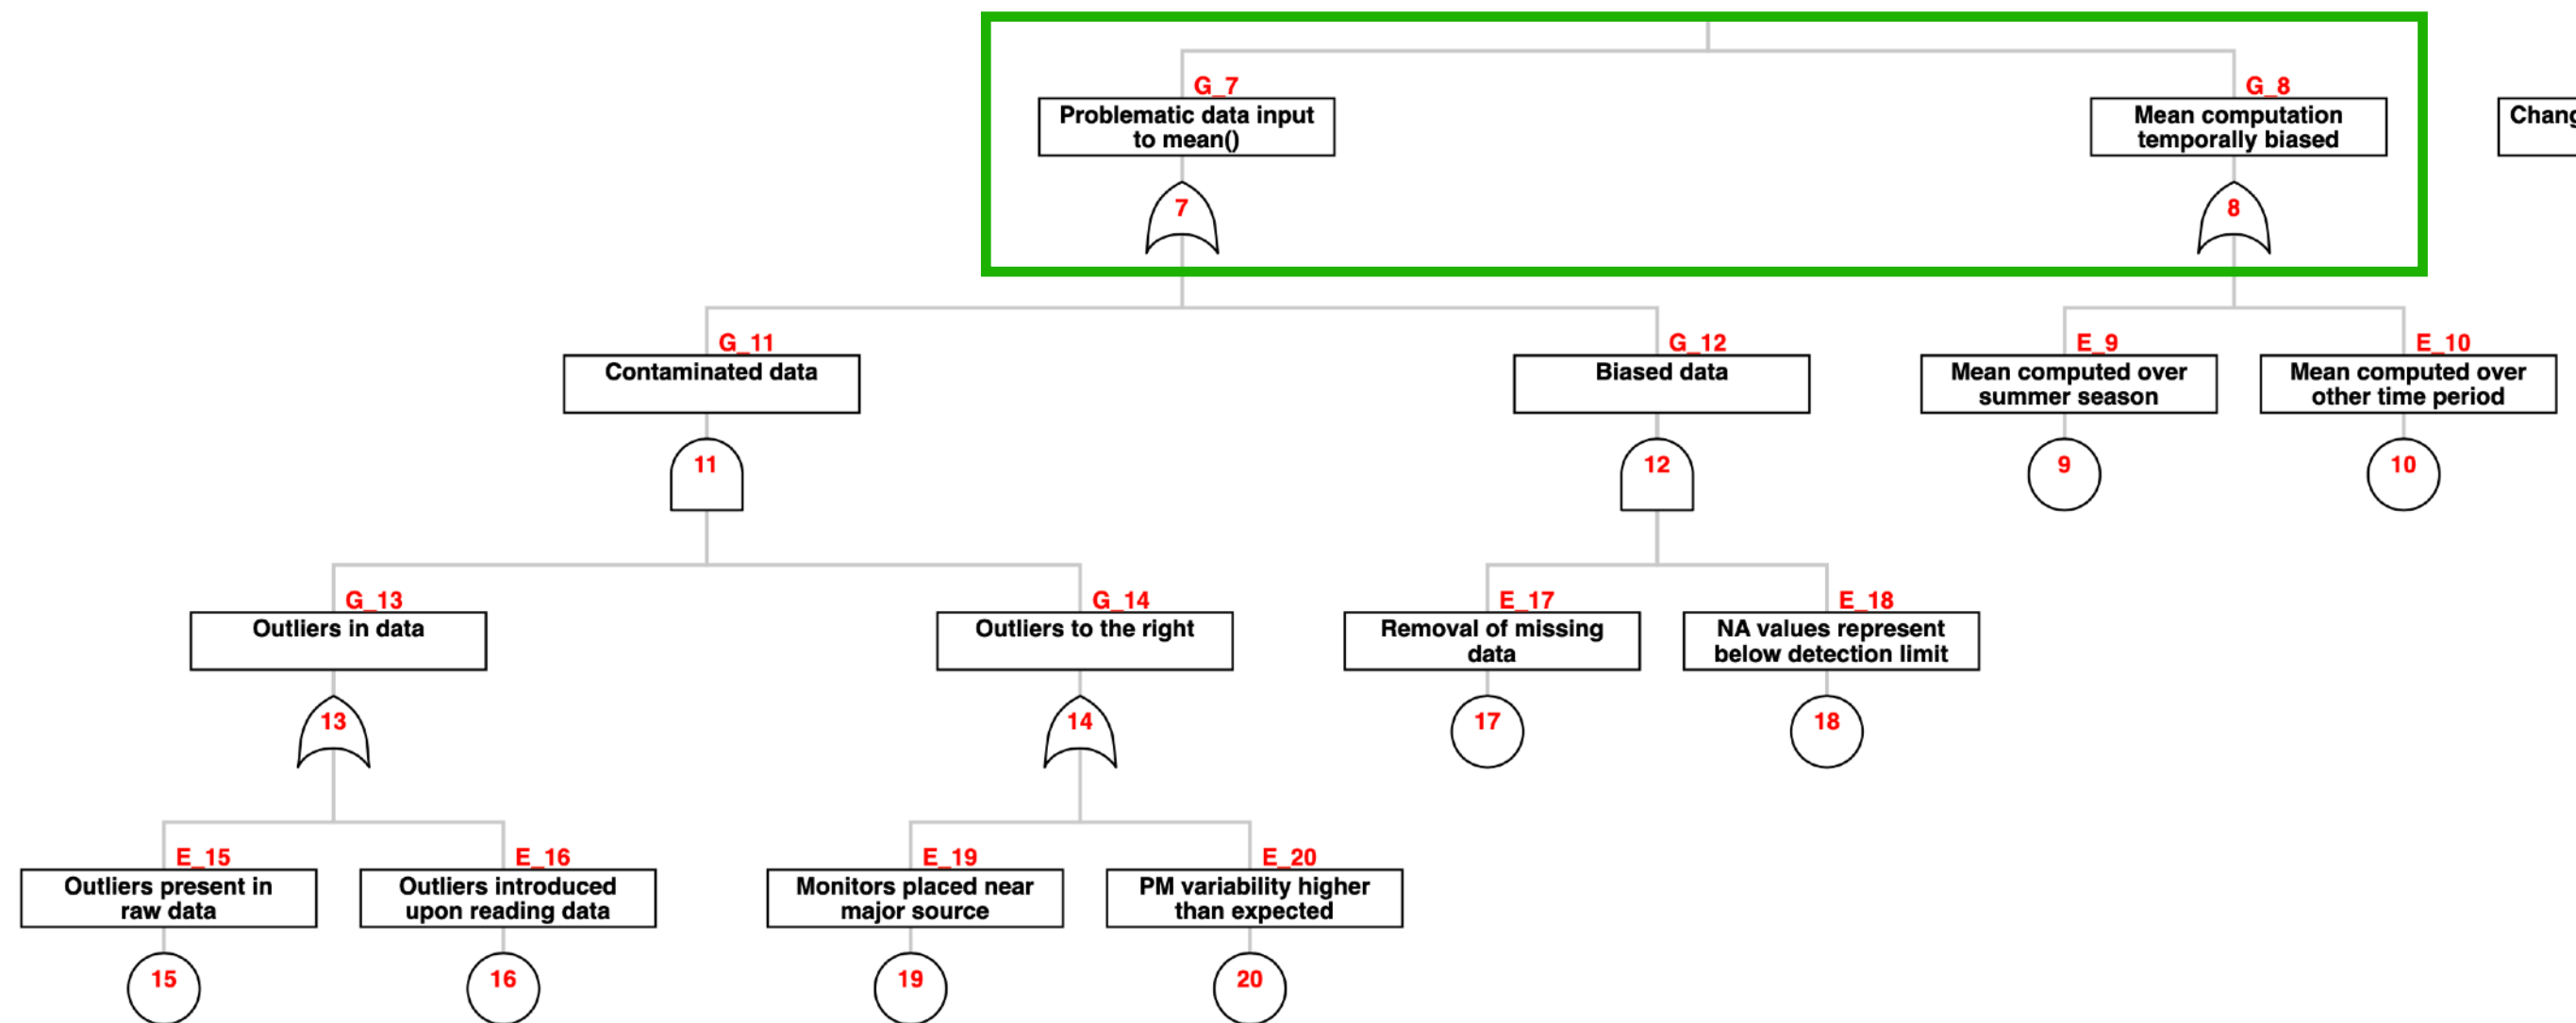 G_7
Problematic data input
to mean()
7
G_8
Mean computation
temporally biased
8
Chang
G_11
Contaminated data
11
G_12
Biased data
12
E_9
Mean computed over
summer season
9
E_10
Mean computed over
other time period
10
G_13
Outliers in data
13
G_14
Outliers to the right
14
E_17
Removal of missing
data
17
E_18
NA values represent
below detection limit
18
E_15
Outliers present in
raw data
15
E_16
Outliers introduced
upon reading data
16
E_19
Monitors placed near
major source
19
E_20
PM variability higher
than expected
20